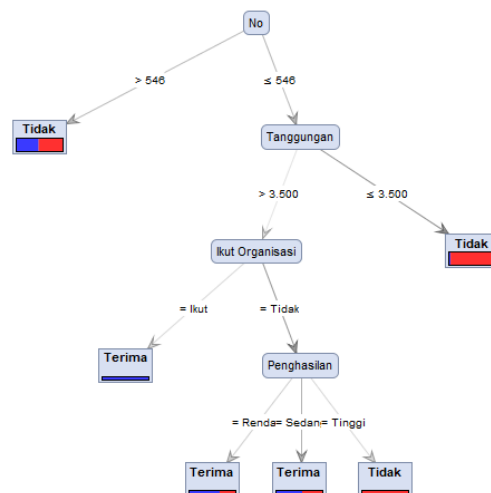 No
> 546
≤ 546
Tidak
Tanggungan
> 3.500
≤ 3.500
Tidak
Ikut Organisasi
= Ikut
= Tidak
Terima
Penghasilan
= Renda= Sedan= Tinggi
Terima
Terima
Tidak